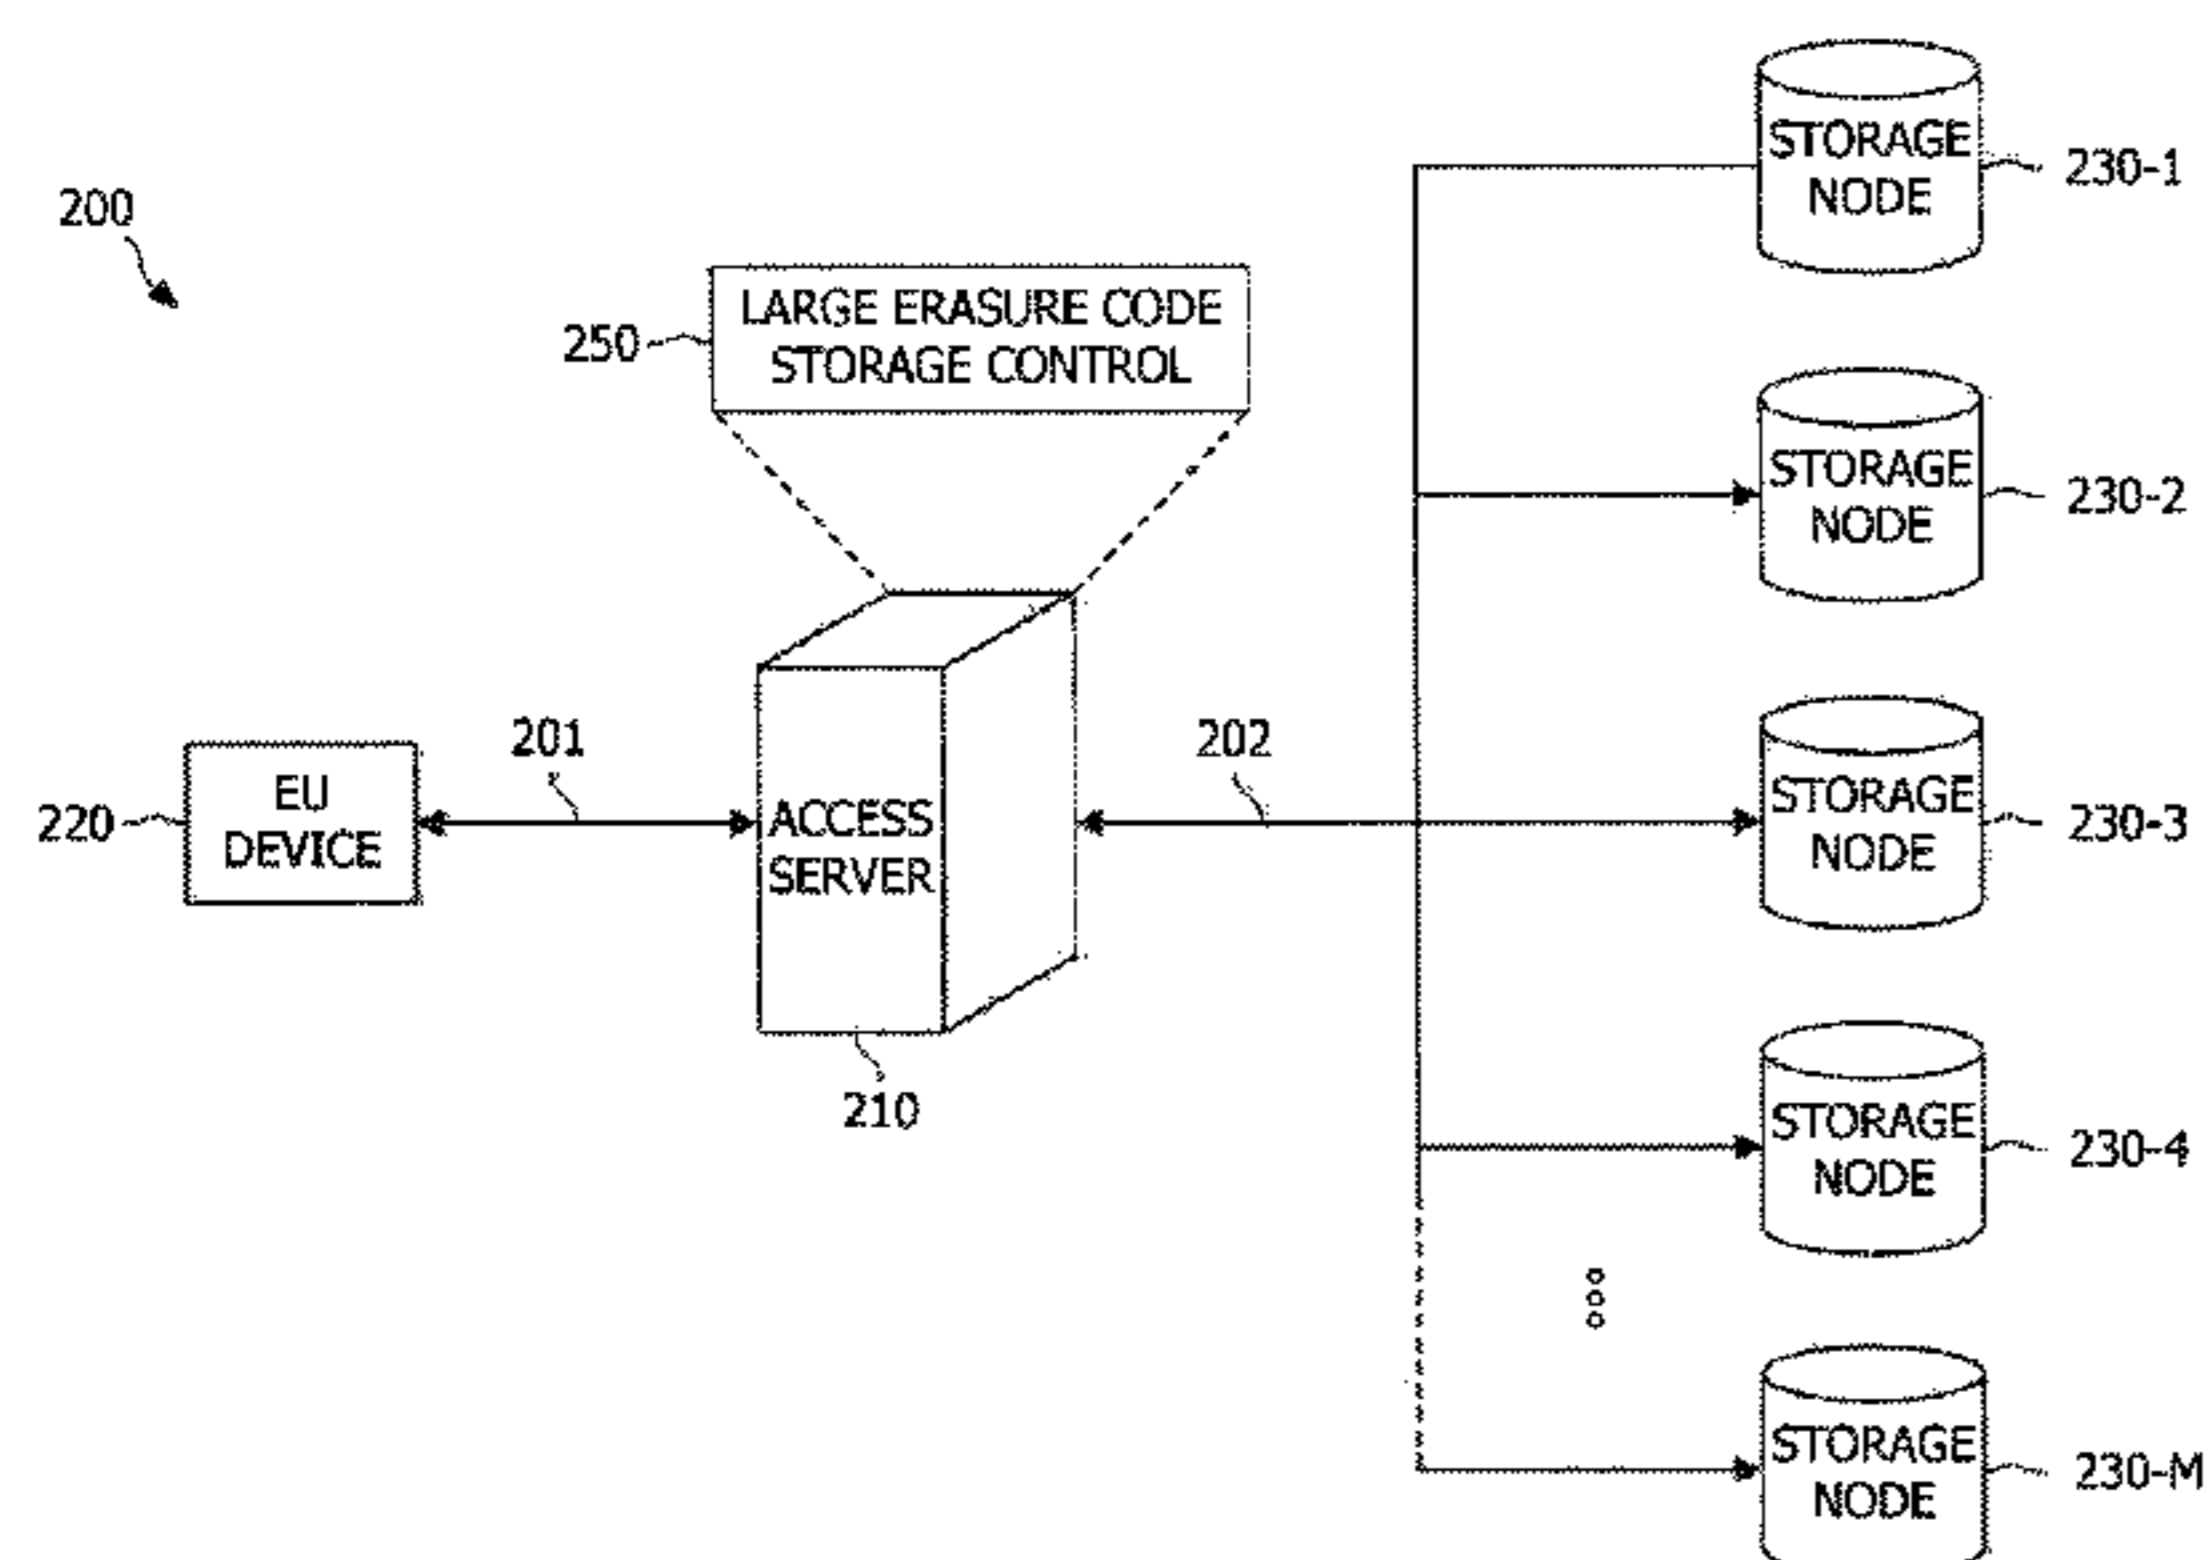 200
250
LARGE ERASURE CODE
STORAGE CONTROL
220
EU
DEVICE
201
ACCESS
SERVER
210
202
STORAGE
NODE
230-1
STORAGE
NODE
230-2
STORAGE
NODE
230-3
STORAGE
NODE
230-4
STORAGE
NODE
230-M